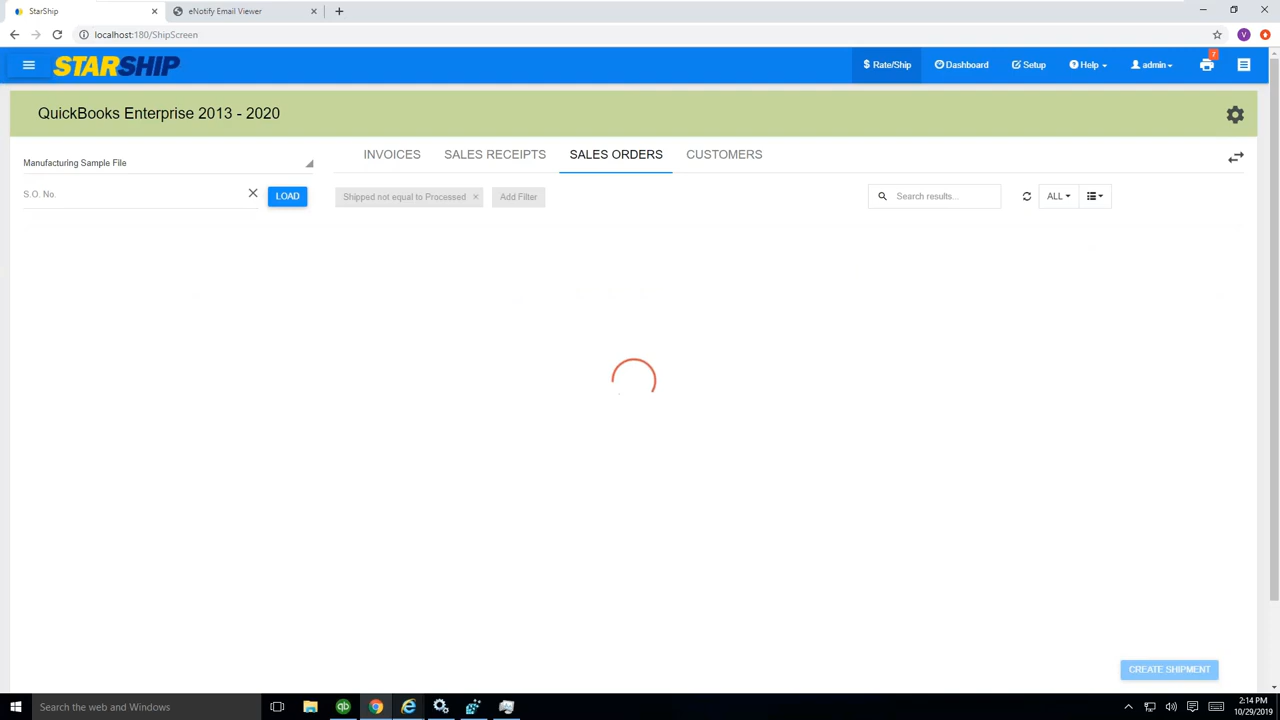 StarShip
eNotify Email Viewer
localhost:180/ShipScreen
V
STARSHIP
$ Rate/Ship
Dashboard
Setup
Help
admin
7
QuickBooks Enterprise 2013 - 2020
Manufacturing Sample File
INVOICES
SALES RECEIPTS
SALES ORDERS
CUSTOMERS
S.O. No.
LOAD
Shipped not equal to Processed
Add Filter
Search results...
ALL
CREATE SHIPMENT
Search the web and Windows
2:14 PM
10/29/2019